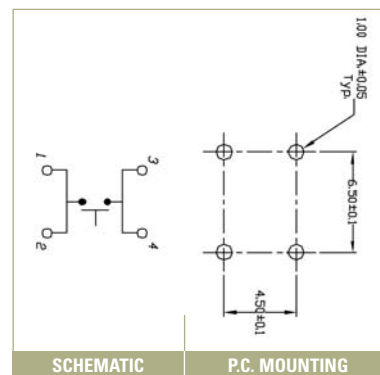 1.00 DIA.±0.05
Typ.
6.50±0.1
4.50±0.1
1
3
2
4
SCHEMATIC
P.C. MOUNTING